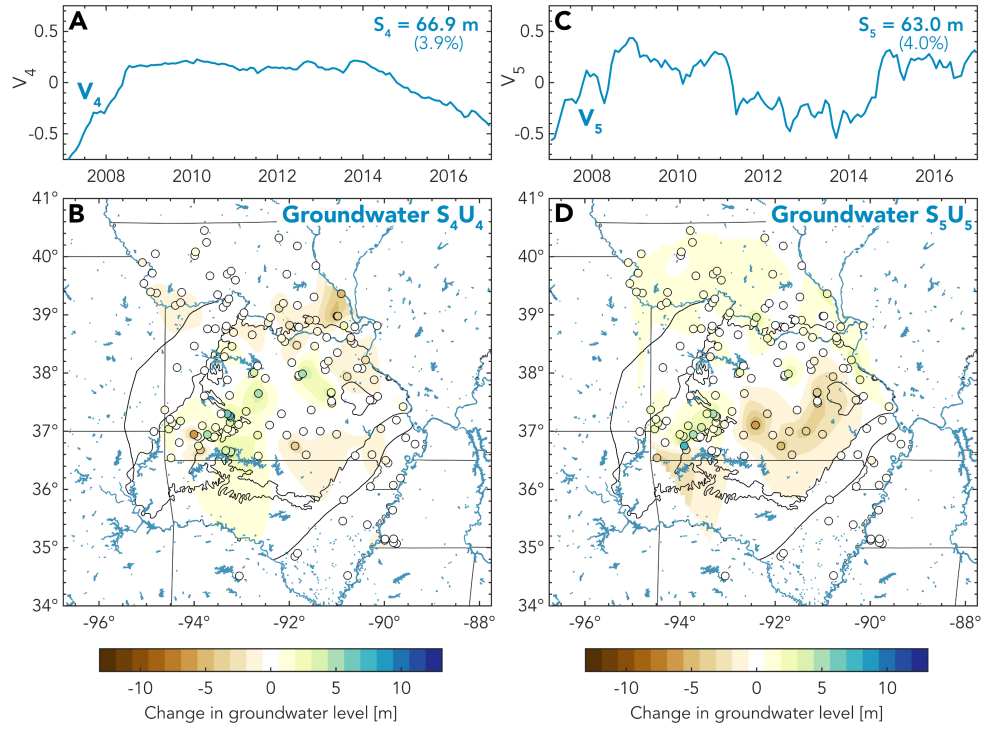 A
S4 = 66.9 m
(3.9%)
0.5
0
-0.5
V4
V4
2008 2010 2012 2014 2016
C
S5 = 63.0 m
(4.0%)
0.5
0
-0.5
V5
V5
2008 2010 2012 2014 2016
B
Groundwater S4U4
41°
40°
39°
38°
37°
36°
35°
34°
-96° -94° -92° -90° -88°
D
Groundwater S5U5
41°
40°
39°
38°
37°
36°
35°
34°
-96° -94° -92° -90° -88°
-10 -5 0 5 10
Change in groundwater level [m]
-10 -5 0 5 10
Change in groundwater level [m]